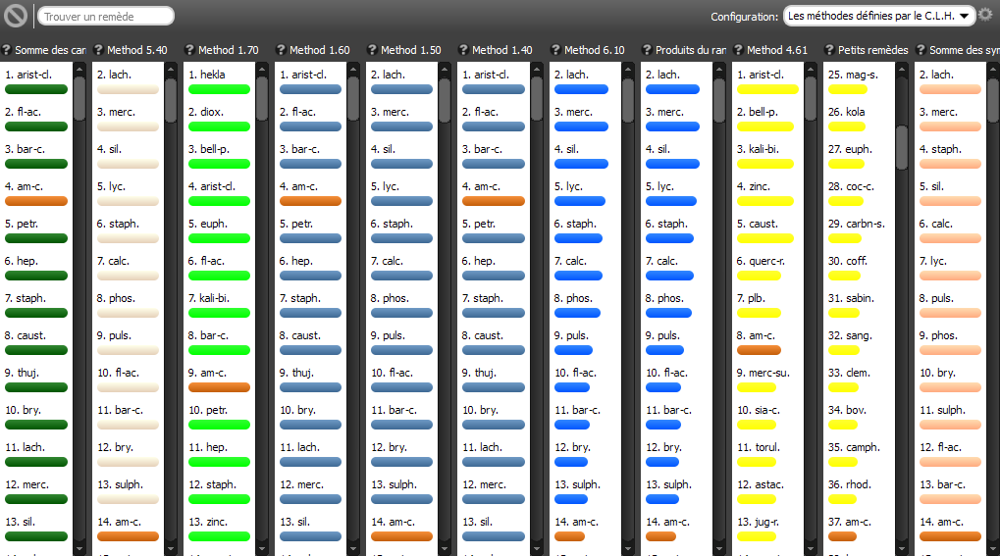 Trouver un remède
Configuration: Les méthodes définies par le C.L.H.
? Somme des car ? Method 5.40 ? Method 1.70 ? Method 1.60 ? Method 1.50 ? Method 1.40 ? Method 6.10 ? Produits du ran ? Method 4.61 ? Petits remèdes ? Somme des syr
1. arist-cl. 2. lach. 1. hekla 1. arist-cl. 2. lach. 1. arist-cl. 2. lach. 2. lach. 1. arist-cl. 25. mag-s. 2. lach.
2. fl-ac. 3. merc. 2. diox. 2. fl-ac. 3. merc. 2. fl-ac. 3. merc. 3. merc. 2. bell-p. 26. kola 3. merc.
3. bar-c. 4. sil. 3. bell-p. 3. bar-c. 4. sil. 3. bar-c. 4. sil. 4. sil. 3. kali-bi. 27. euph. 4. staph.
4. am-c. 5. lyc. 4. arist-cl. 4. am-c. 5. lyc. 4. am-c. 5. lyc. 5. lyc. 4. zinc. 28. coc-c. 5. sil.
5. petr. 6. staph. 5. euph. 5. petr. 6. staph. 5. petr. 6. staph. 6. staph. 5. caust. 29. carbn-s. 6. calc.
6. hep. 7. calc. 6. fl-ac. 6. hep. 7. calc. 6. hep. 7. calc. 7. calc. 6. querc-r. 30. coff. 7. lyc.
7. staph. 8. phos. 7. kali-bi. 7. staph. 8. phos. 7. staph. 8. phos. 8. phos. 7. plb. 31. sabin. 8. puls.
8. caust. 9. puls. 8. bar-c. 8. caust. 9. puls. 8. caust. 9. puls. 9. puls. 8. am-c. 32. sang. 9. phos.
9. thuj. 10. fl-ac. 9. am-c. 9. thuj. 10. fl-ac. 9. thuj. 10. fl-ac. 10. fl-ac. 9. merc-su. 33. clem. 10. bry.
10. bry. 11. bar-c. 10. petr. 10. bry. 11. bar-c. 10. bry. 11. bar-c. 11. bar-c. 10. sia-c. 34. bov. 11. sulph.
11. lach. 12. bry. 11. hep. 11. lach. 12. bry. 11. lach. 12. bry. 12. bry. 11. torul. 35. camph. 12. fl-ac.
12. merc. 13. sulph. 12. staph. 12. merc. 13. sulph. 12. merc. 13. sulph. 13. sulph. 12. astac. 36. rhod. 13. bar-c.
13. sil. 14. am-c. 13. zinc. 13. sil. 14. am-c. 13. sil. 14. am-c. 14. am-c. 13. jug-r. 37. am-c. 14. am-c.